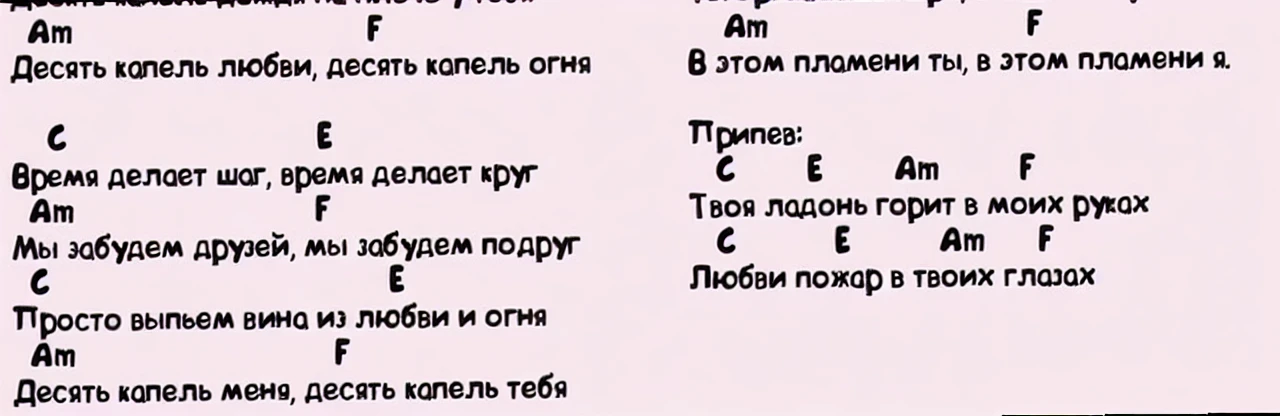 Am F
Десять капель любви, десять капель огня
C E
Время делает шаг, время делает круг
Am F
Мы забудем друзей, мы забудем подруг
C E
Просто выпьем вина из любви и огня
Am F
Десять капель меня, десять капель тебя
Am F
В этом пламени ты, в этом пламени я.
Припев:
C E Am F
Твоя ладонь горит в моих руках
C E Am F
Любви пожар в твоих глазах